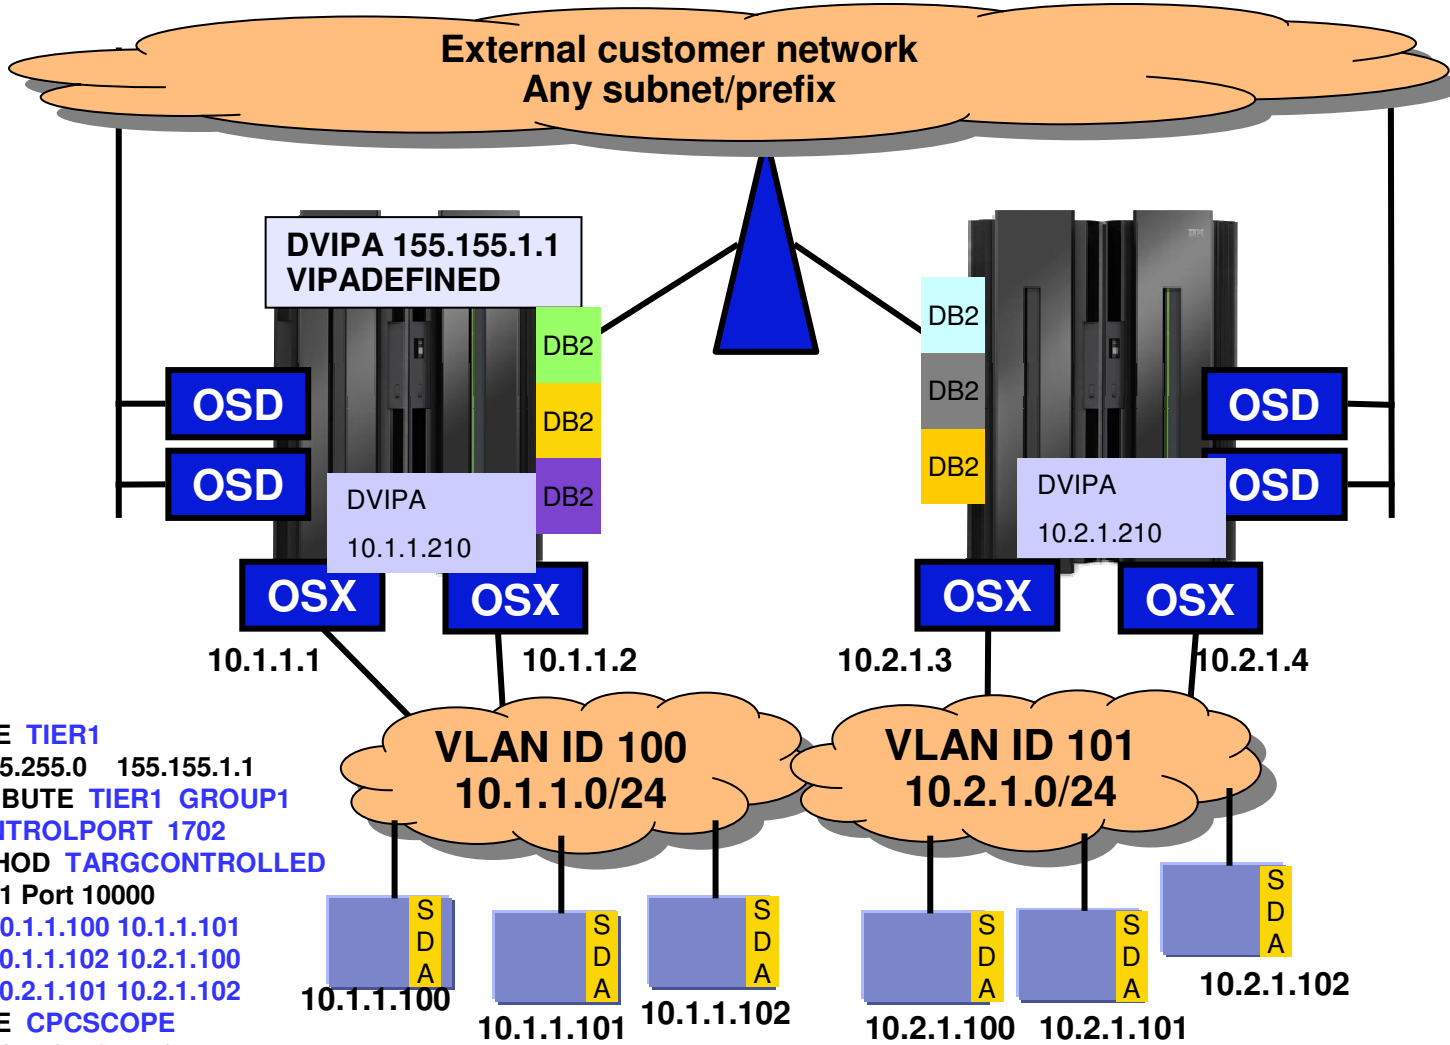 External customer network
Any subnet/prefix
DVIPA 155.155.1.1
VIPADEFINED
DB2
DB2
DB2
DB2
DB2
DB2
OSD
OSD
OSD
OSD
DVIPA
10.1.1.210
DVIPA
10.2.1.210
OSX
OSX
OSX
OSX
10.1.1.1
10.1.1.2
10.2.1.3
10.2.1.4
VLAN ID 100
10.1.1.0/24
VLAN ID 101
10.2.1.0/24
E TIER1
5.255.0 155.155.1.1
BUTE TIER1 GROUP1
NTROLPORT 1702
HOD TARGCONTROLLED
1 Port 10000
0.1.1.100 10.1.1.101
0.1.1.102 10.2.1.100
0.2.1.101 10.2.1.102
E CPCSCOPE
S
D
A
S
D
A
S
D
A
S
D
A
S
D
A
S
D
A
10.1.1.100
10.1.1.101
10.1.1.102
10.2.1.100
10.2.1.101
10.2.1.102